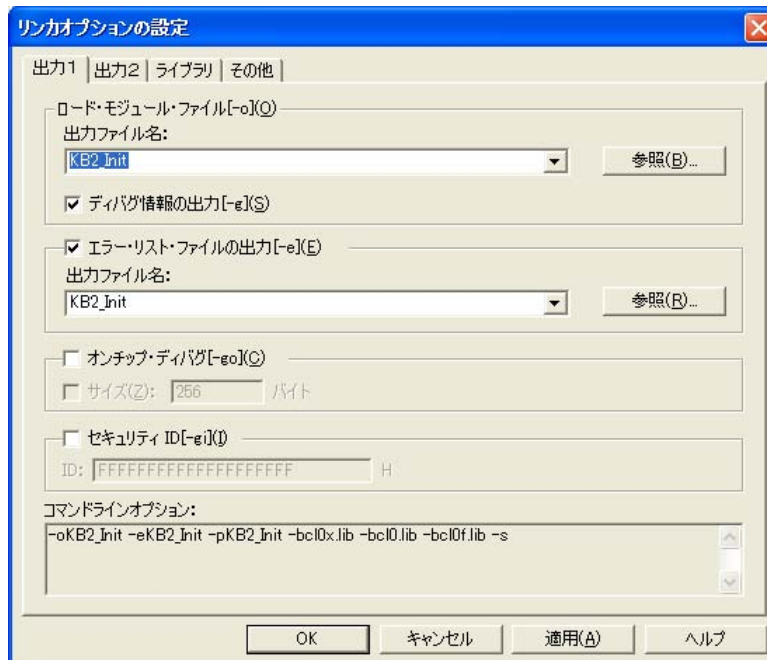 リンカオプションの設定
出力1 出力2 ライブラリ その他
ロード・モジュール・ファイル[-o](O)
出力ファイル名:
KB2_Init 参照(B)...
ディバグ情報の出力[-g](S)
エラー・リスト・ファイルの出力[-e](E)
出力ファイル名:
KB2_Init 参照(R)...
オンチップ・ディバグ[-go](C)
サイズ(Z): 256 バイト
セキュリティ ID[-gi](I)
ID: FFFFFFFFFFFFFFFFFFFF H
コマンドラインオプション:
-oKB2_Init -eKB2_Init -pKB2_Init -bcl0x.lib -bcl0.lib -bcl0f.lib -s
OK キャンセル 適用(A) ヘルプ